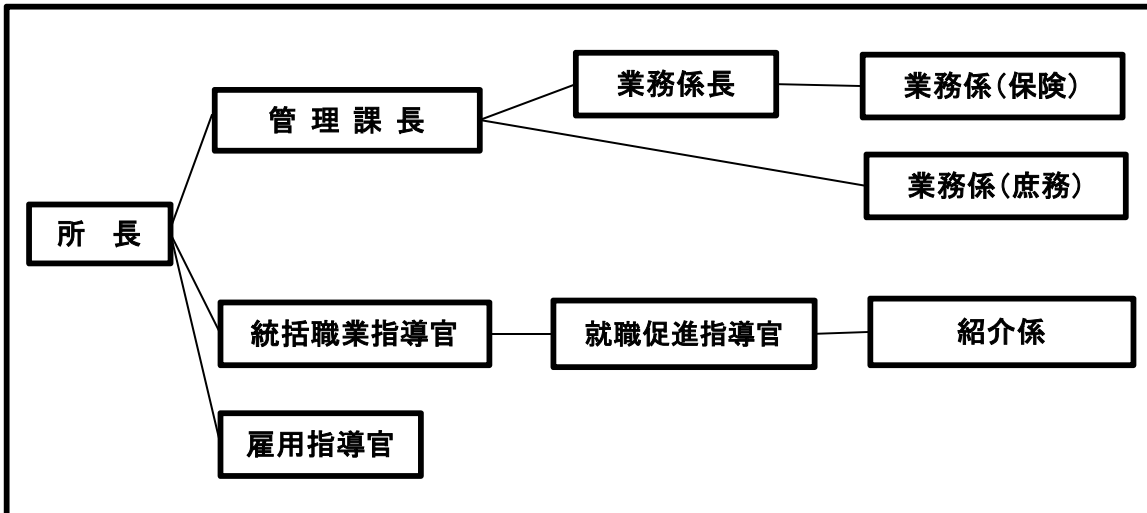 業務係長
業務係（保険）
管 理 課 長
業務係（庶務）
所　長
統括職業指導官
就職促進指導官
紹介係
雇用指導官